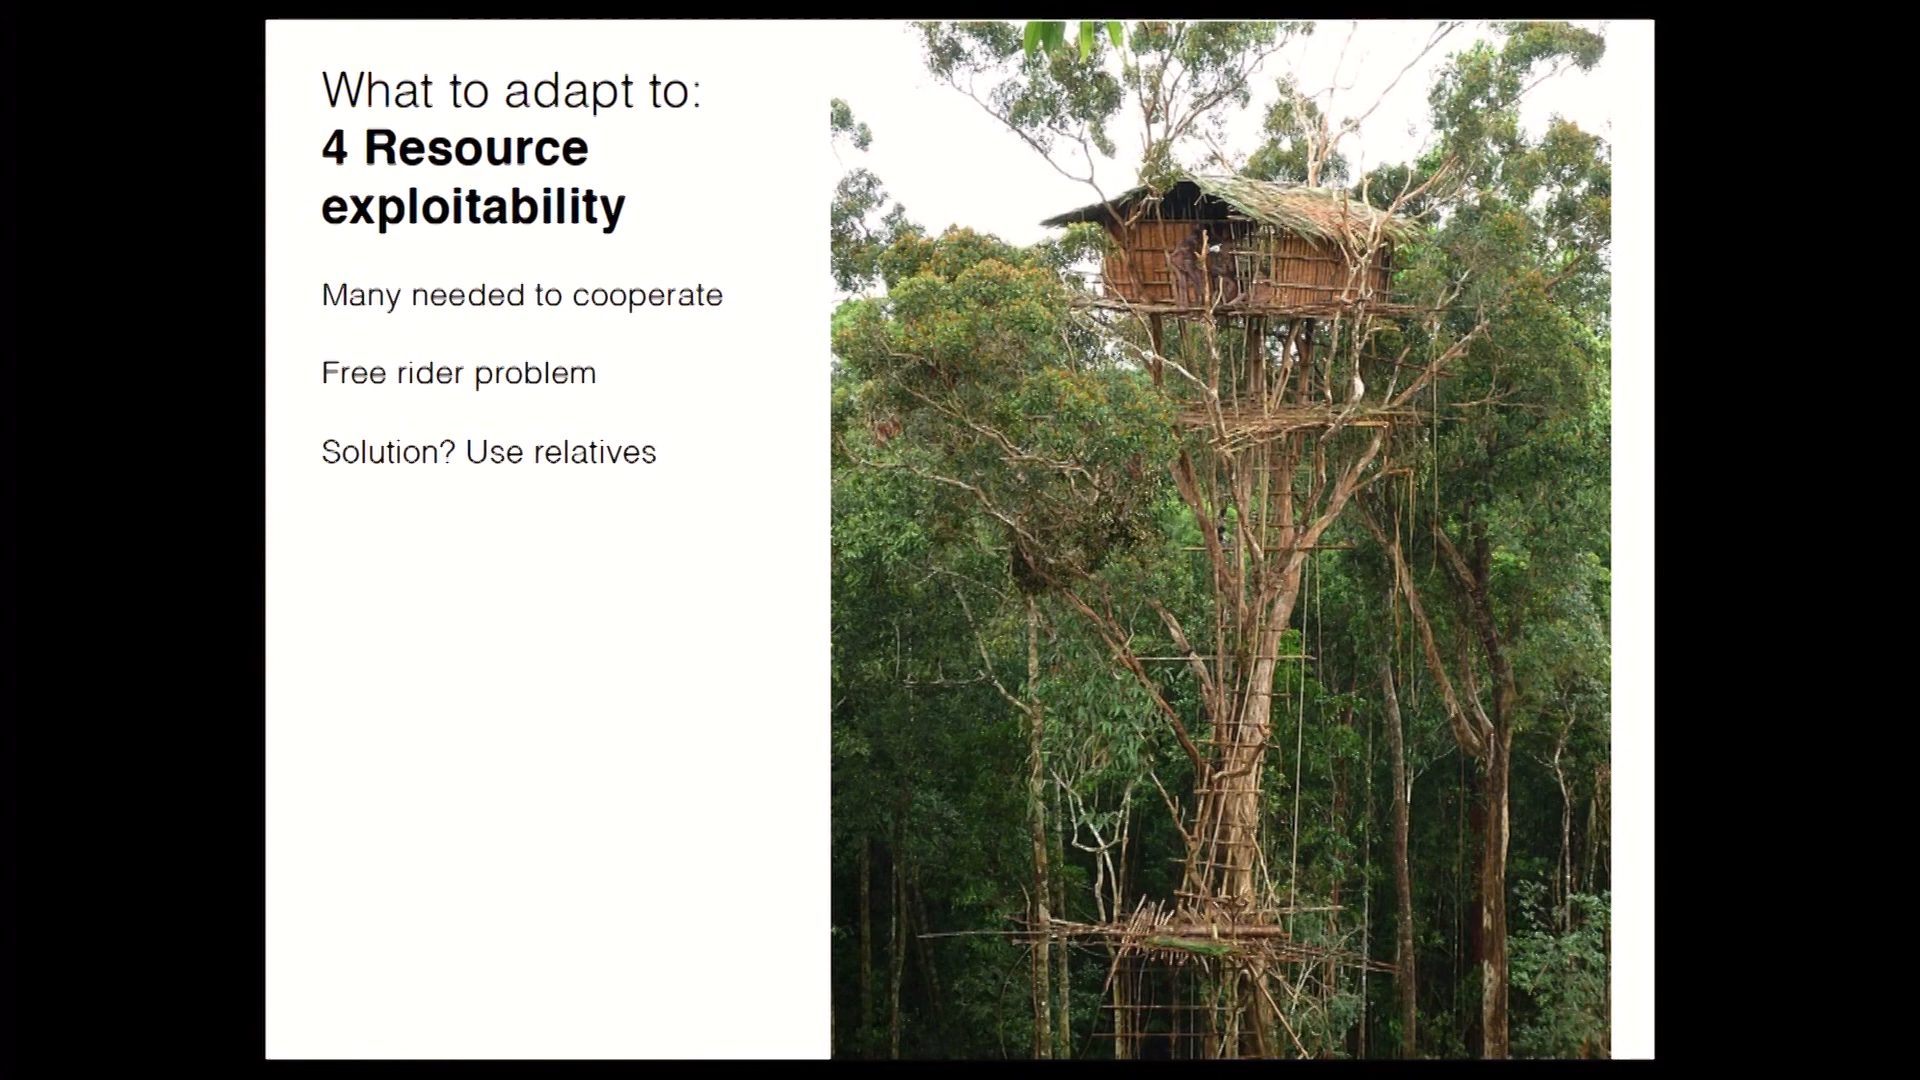 What to adapt to:
4 Resource
exploitability
Many needed to cooperate
Free rider problem
Solution? Use relatives